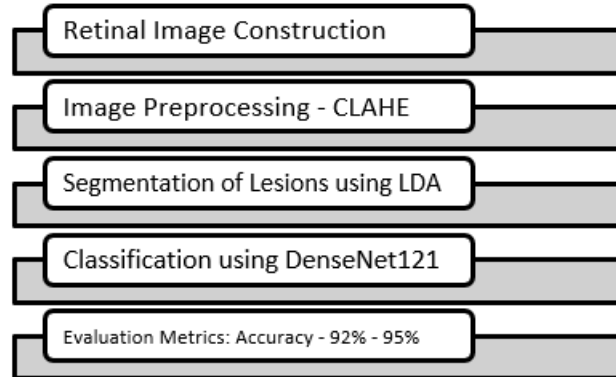 Retinal Image Construction
Image Preprocessing - CLAHE
Segmentation of Lesions using LDA
Classification using DenseNet121
Evaluation Metrics: Accuracy - 92% - 95%